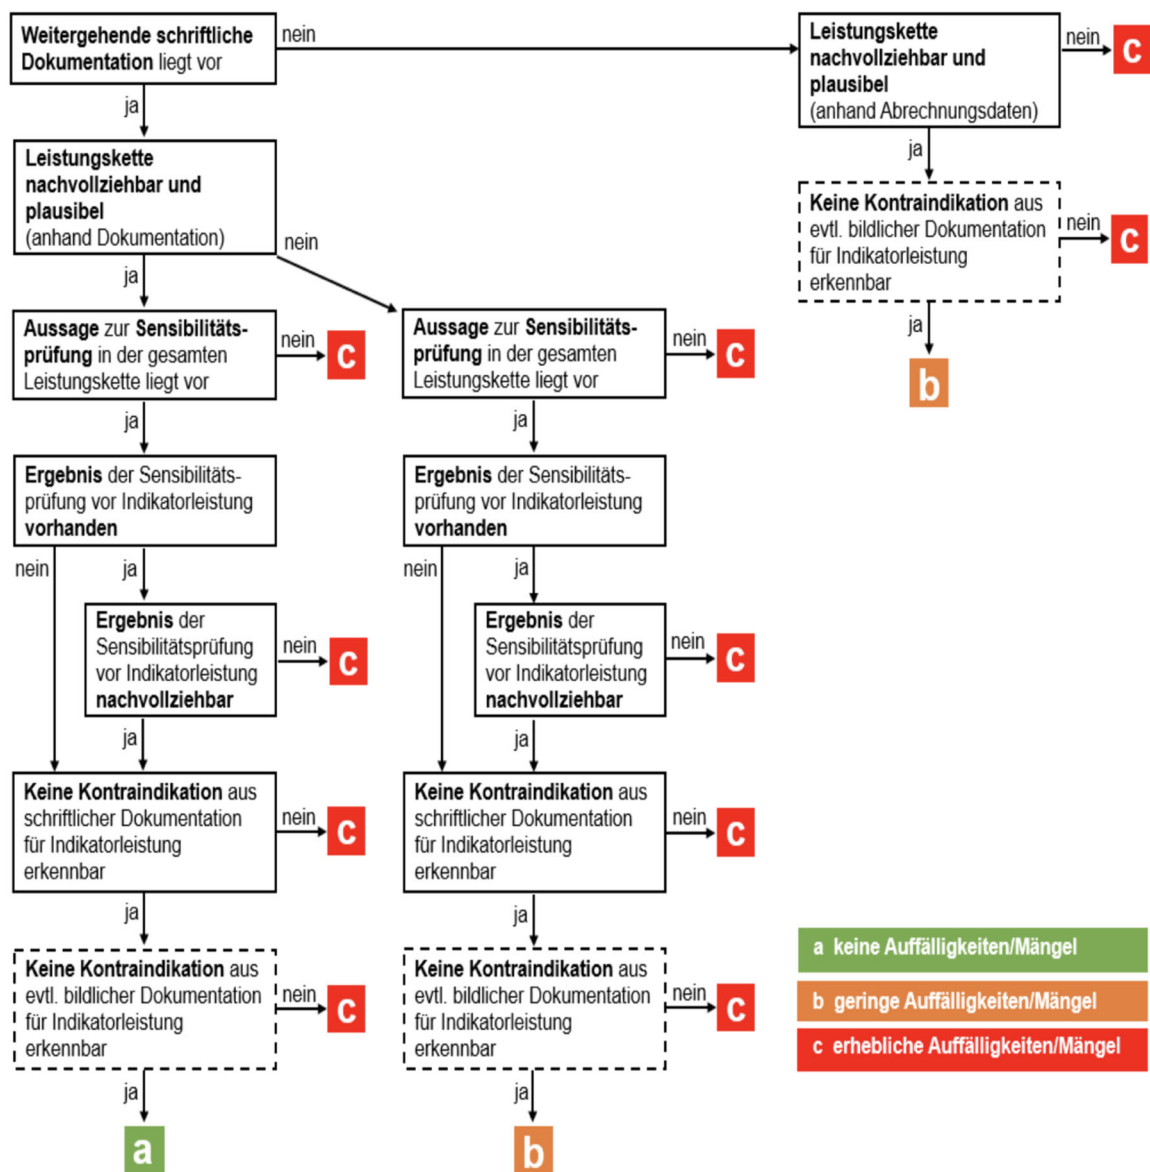 Weitergehende schriftliche
Dokumentation liegt vor
nein
Leistungskette
nachvollziehbar und
plausibel
(anhand Abrechnungsdaten)
nein
c
ja
ja
Leistungskette
nachvollziehbar und
plausibel
(anhand Dokumentation)
nein
Keine Kontraindikation aus
evtl. bildlicher Dokumentation
für Indikatorleistung
erkennbar
nein
c
ja
b
ja
Aussage zur Sensibilitäts-
prüfung in der gesamten
Leistungskette liegt vor
nein
c
Aussage zur Sensibilitäts-
prüfung in der gesamten
Leistungskette liegt vor
nein
c
ja
ja
Ergebnis der Sensibilitäts-
prüfung vor Indikatorleistung
vorhanden
Ergebnis der Sensibilitäts-
prüfung vor Indikatorleistung
vorhanden
nein
ja
nein
ja
Ergebnis der
Sensibilitätsprüfung
vor Indikatorleistung
nachvollziehbar
nein
c
Ergebnis der
Sensibilitätsprüfung
vor Indikatorleistung
nachvollziehbar
nein
c
ja
ja
Keine Kontraindikation aus
schriftlicher Dokumentation
für Indikatorleistung
erkennbar
nein
c
Keine Kontraindikation aus
schriftlicher Dokumentation
für Indikatorleistung
erkennbar
nein
c
ja
ja
Keine Kontraindikation aus
evtl. bildlicher Dokumentation
für Indikatorleistung
erkennbar
nein
c
Keine Kontraindikation aus
evtl. bildlicher Dokumentation
für Indikatorleistung
erkennbar
nein
c
ja
a
ja
b
a keine Auffälligkeiten/Mängel
b geringe Auffälligkeiten/Mängel
c erhebliche Auffälligkeiten/Mängel